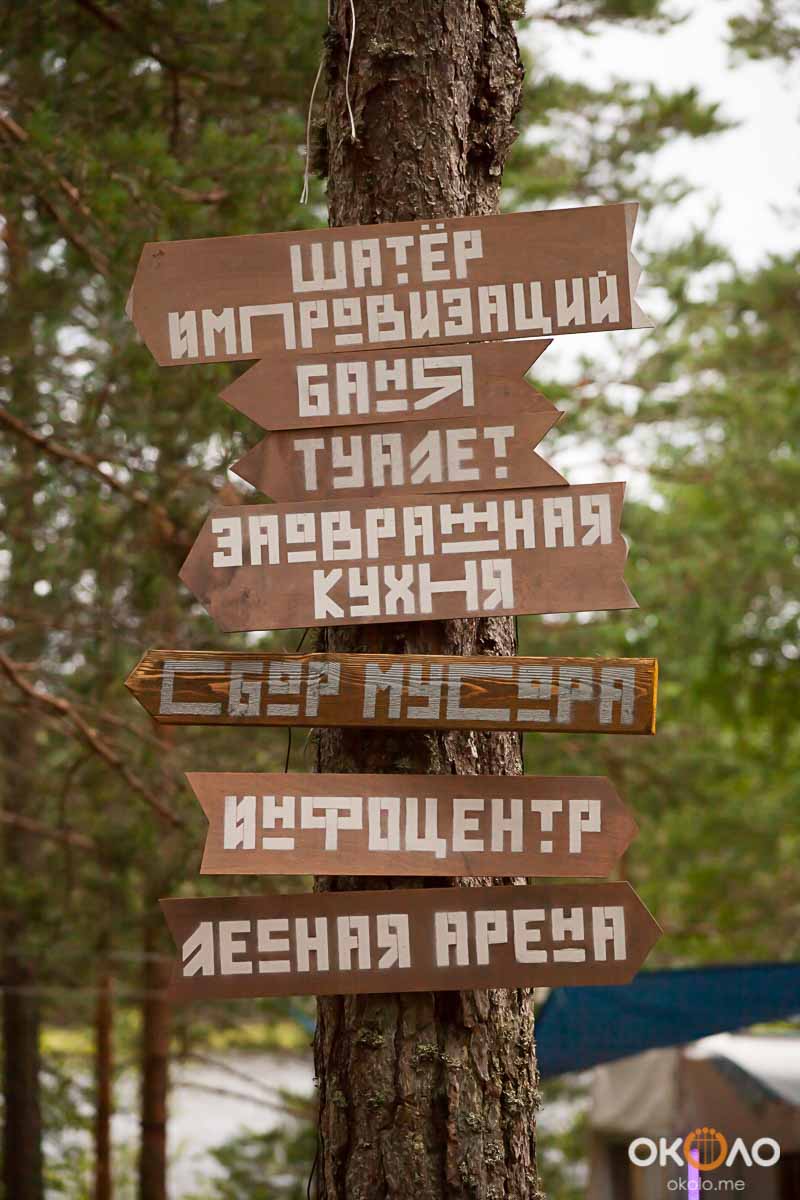 ШАТЁР
ИМПРОВИЗАЦИЙ
БАНЯ
ТУАЛЕТ
ЗАОВРАЖНАЯ
КУХНЯ
СБОР МУСОРА
ИНФОЦЕНТР
ЛЕСНАЯ АРЕНА
ОКОЛО
okolo.me